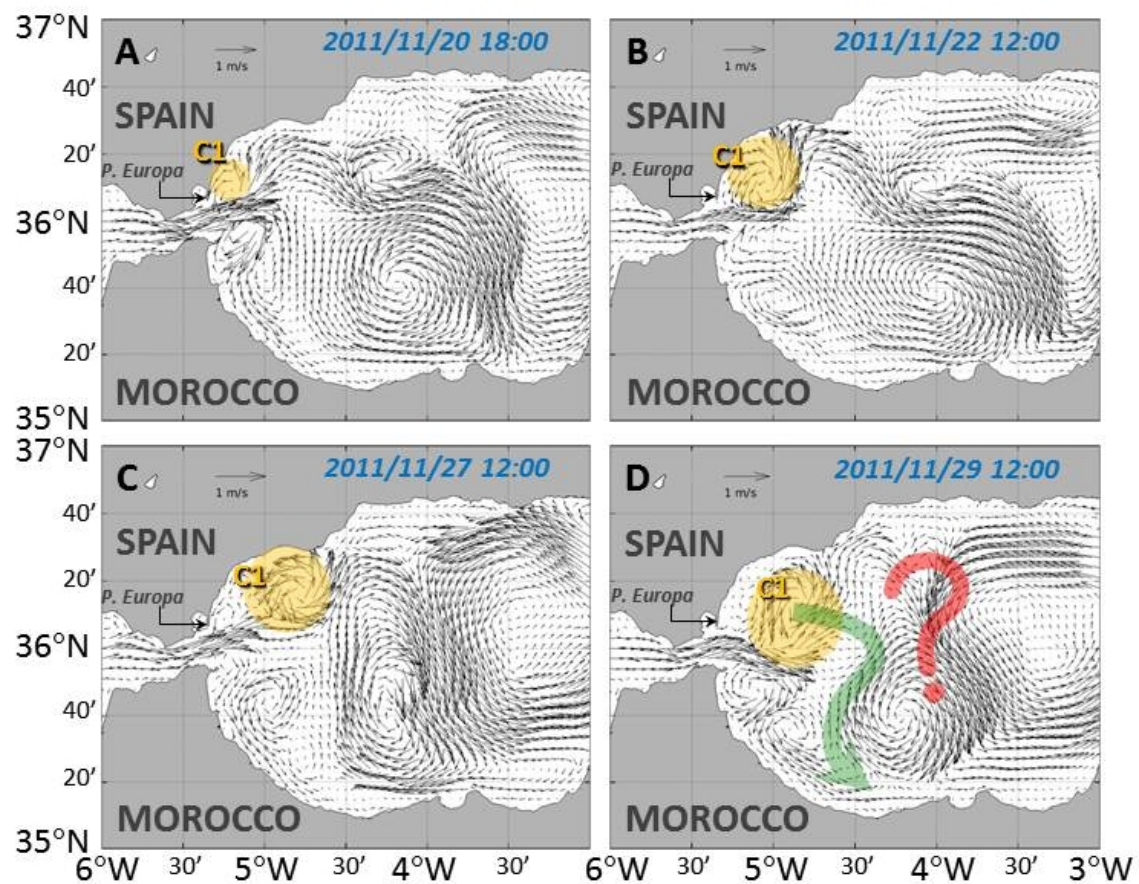 37°N
A
1 m/s
2011/11/20 18:00
B
1 m/s
2011/11/22 12:00
40'
SPAIN
SPAIN
20'
C1
C1
P. Europa
P. Europa
36°N
40'
20'
MOROCCO
MOROCCO
35°N
37°N
C
1 m/s
2011/11/27 12:00
D
1 m/s
2011/11/29 12:00
40'
SPAIN
SPAIN
20'
C1
C1
P. Europa
P. Europa
?
36°N
40'
20'
MOROCCO
MOROCCO
35°N
6°W 30' 5°W 30' 4°W 30' 6°W 30' 5°W 30' 4°W 30' 3°W